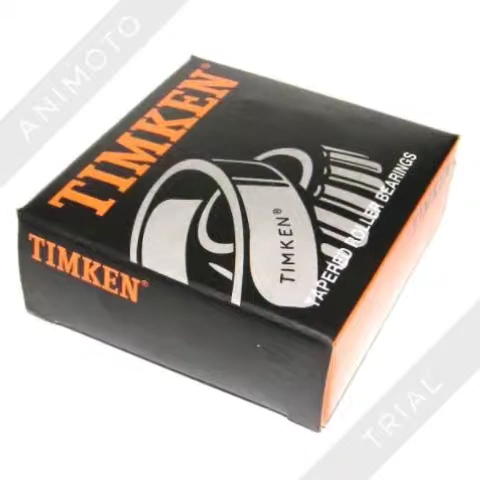 ANIMOTO
TIMKEN
TIMKEN®
TIMKEN®
TAPERED ROLLER BEARINGS
TRIAL